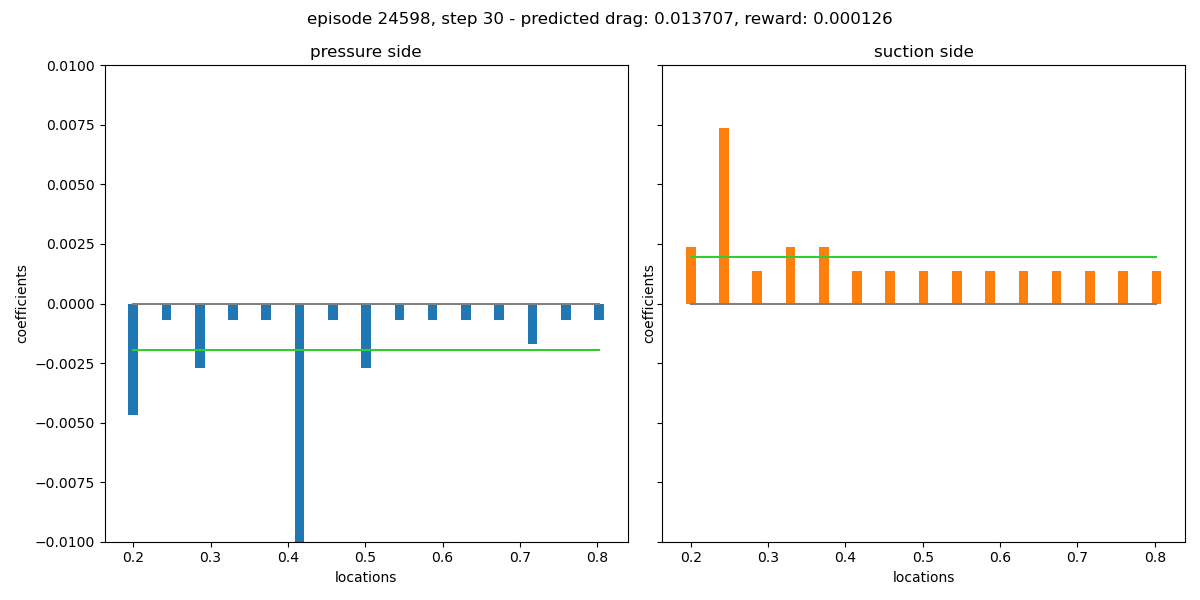 episode 24598, step 30 - predicted drag: 0.013707, reward: 0.000126
pressure side
suction side
0.0100
0.0075
0.0050
0.0025
0.0000
−0.0025
−0.0050
−0.0075
−0.0100
coefficients
0.2 0.3 0.4 0.5 0.6 0.7 0.8
locations
coefficients
0.2 0.3 0.4 0.5 0.6 0.7 0.8
locations